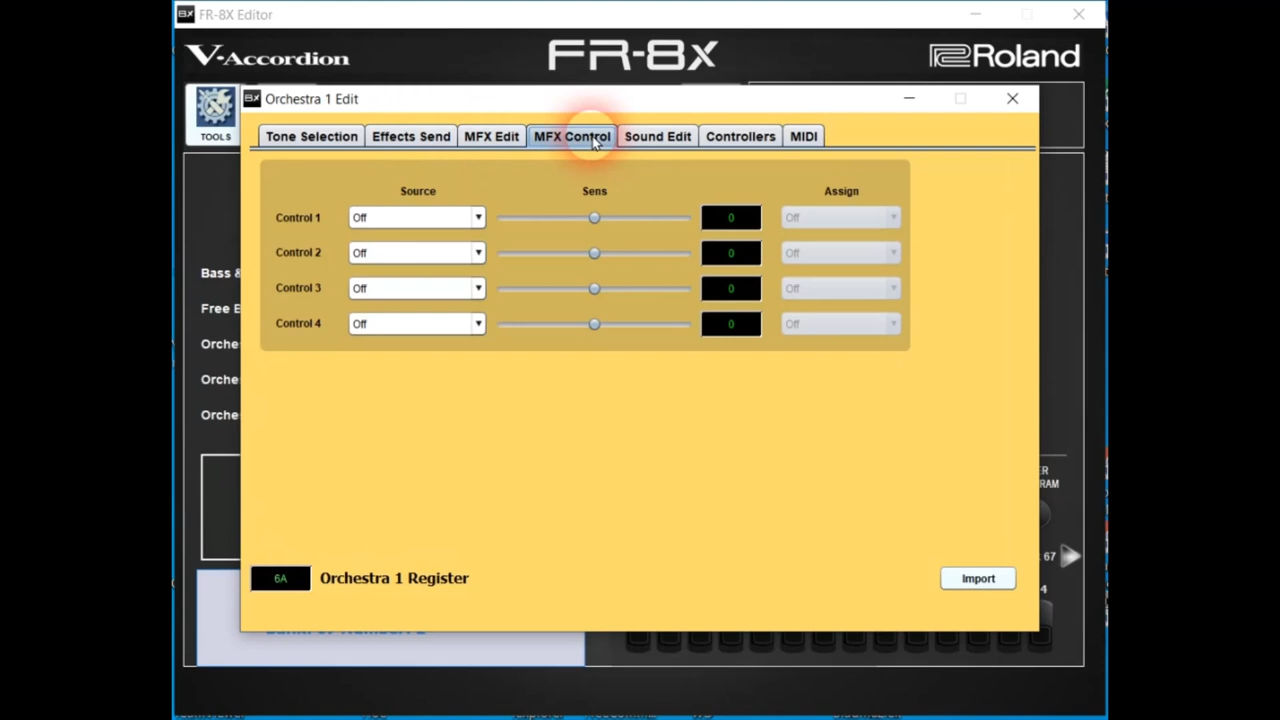 8X FR-8X Editor
V-Accordion FR-8X Roland
TOOLS
8X Orchestra 1 Edit
Tone Selection Effects Send MFX Edit MFX Control Sound Edit Controllers MIDI
Source Sens Assign
Control 1 Off 0 Off
Control 2 Off 0 Off
Control 3 Off 0 Off
Control 4 Off 0 Off
Bass &
Free
Orche
Orche
Orche
67
4
6A Orchestra 1 Register Import